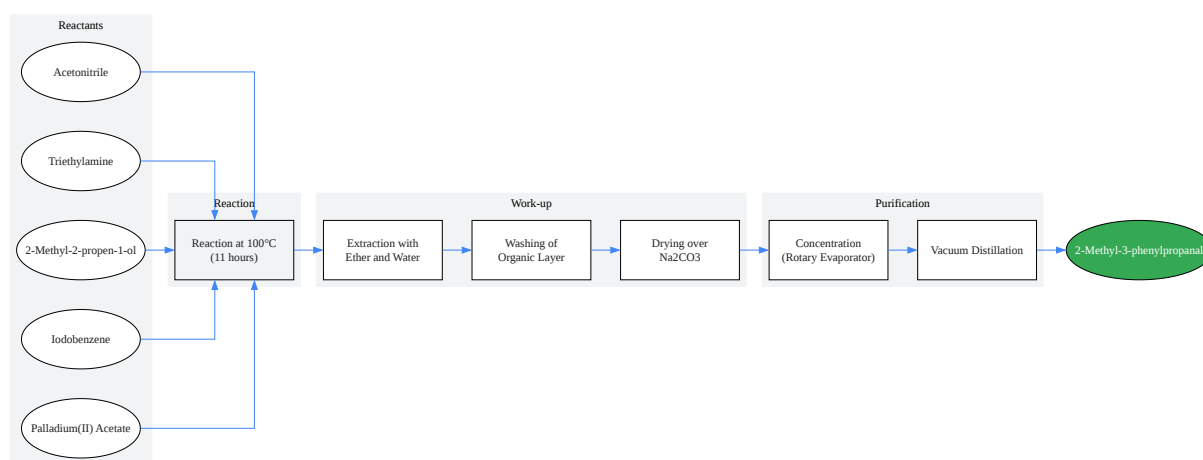 Reactants
Acetonitrile
Triethylamine
2-Methyl-2-propen-1-ol
Iodobenzene
Palladium(II) Acetate
Reaction
Reaction at 100°C
(11 hours)
Work-up
Extraction with
Ether and Water
Washing of
Organic Layer
Drying over
Na2CO3
Purification
Concentration
(Rotary Evaporator)
Vacuum Distillation
2-Methyl-3-phenylpropanal